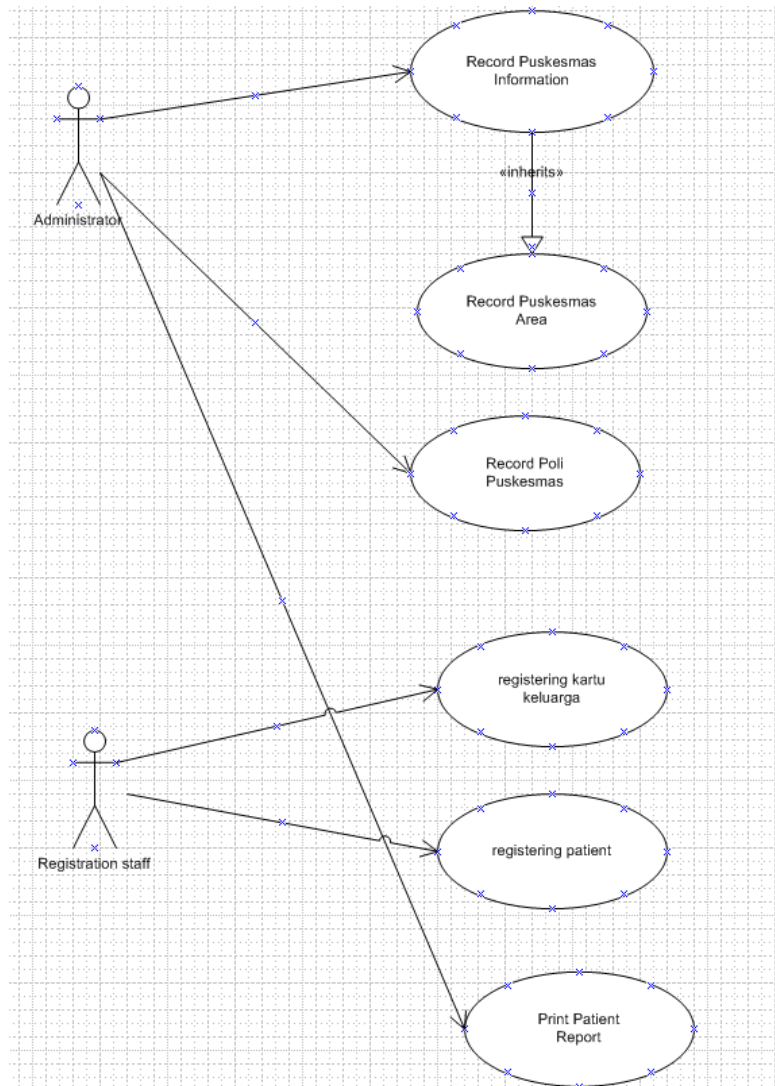 Record Puskesmas
Information
«inherits»
Administrator
Record Puskesmas
Area
Record Poli
Puskesmas
registering kartu
keluarga
registering patient
Registration staff
Print Patient
Report